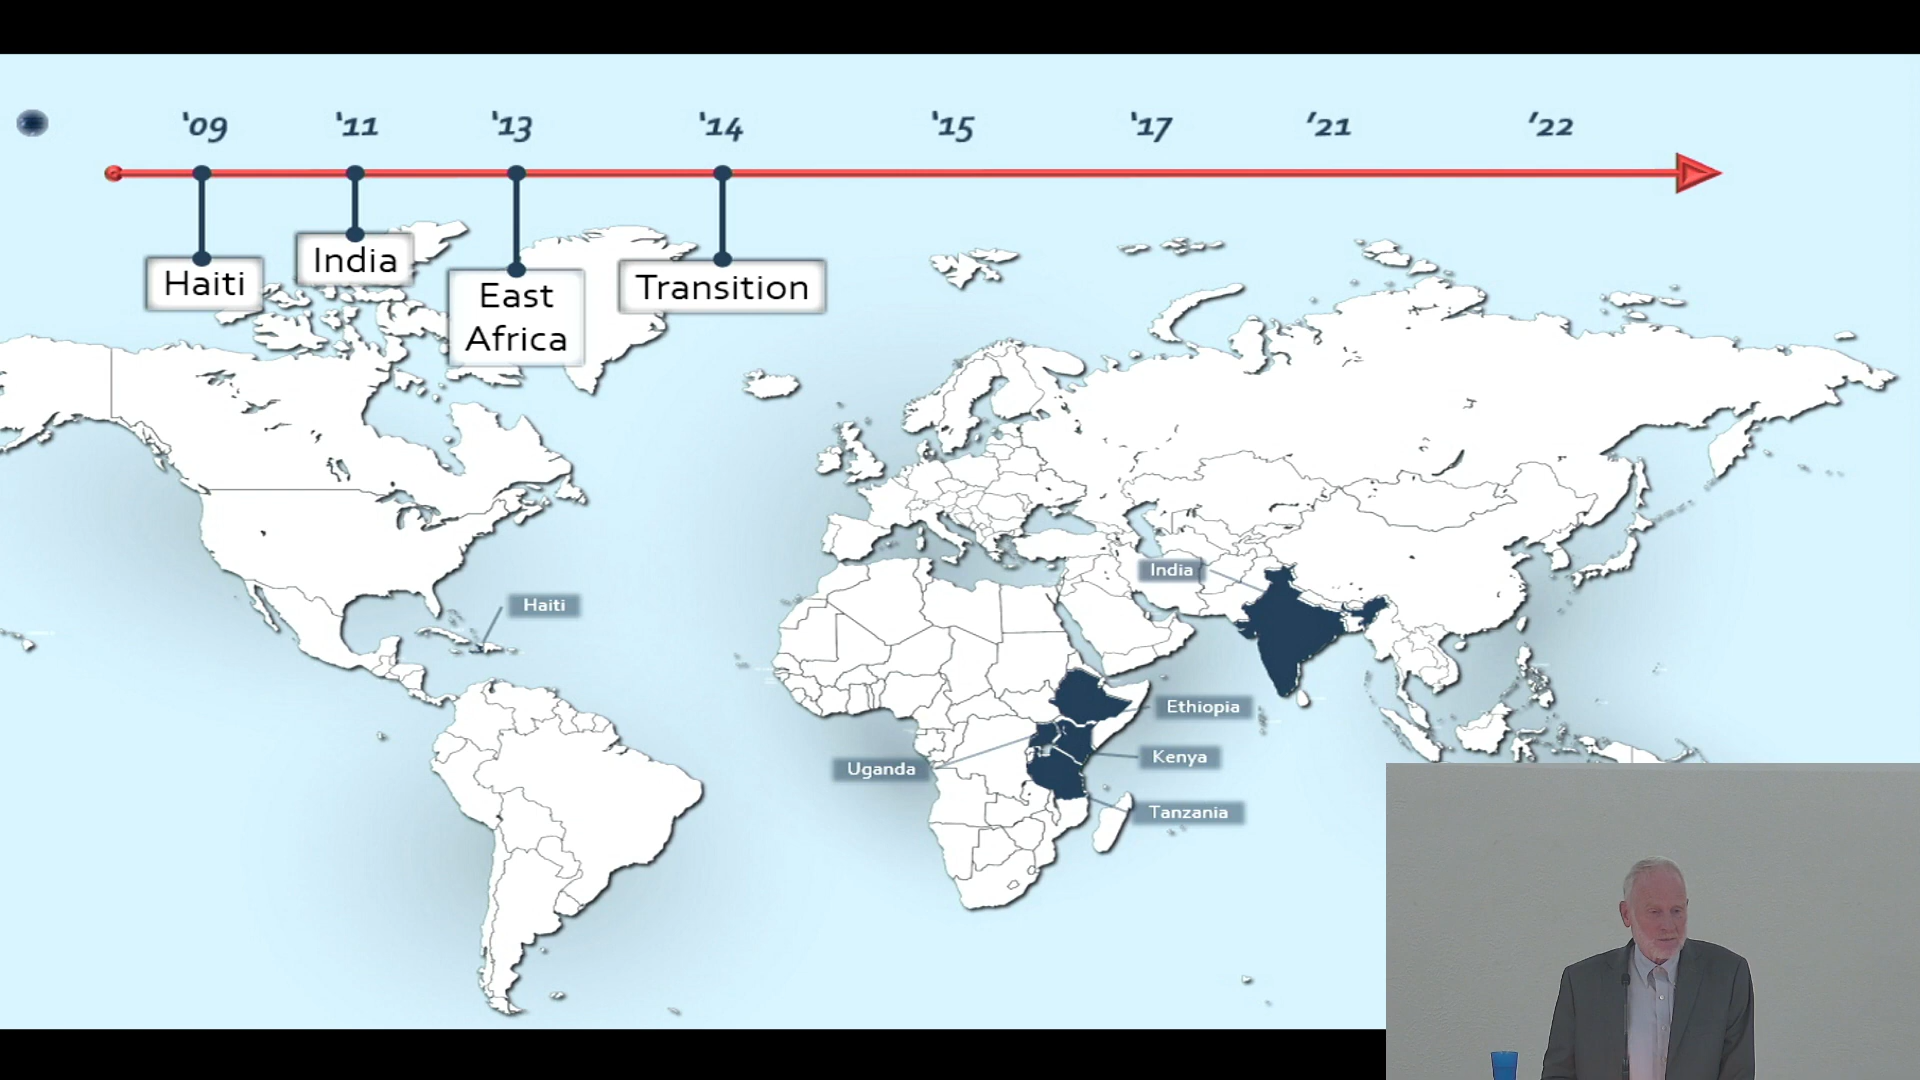 ‘09
‘11
‘13
‘14
‘15
‘17
’21
’22
Haiti
India
East
Africa
Transition
India
Haiti
Ethiopia
Kenya
Uganda
Tanzania